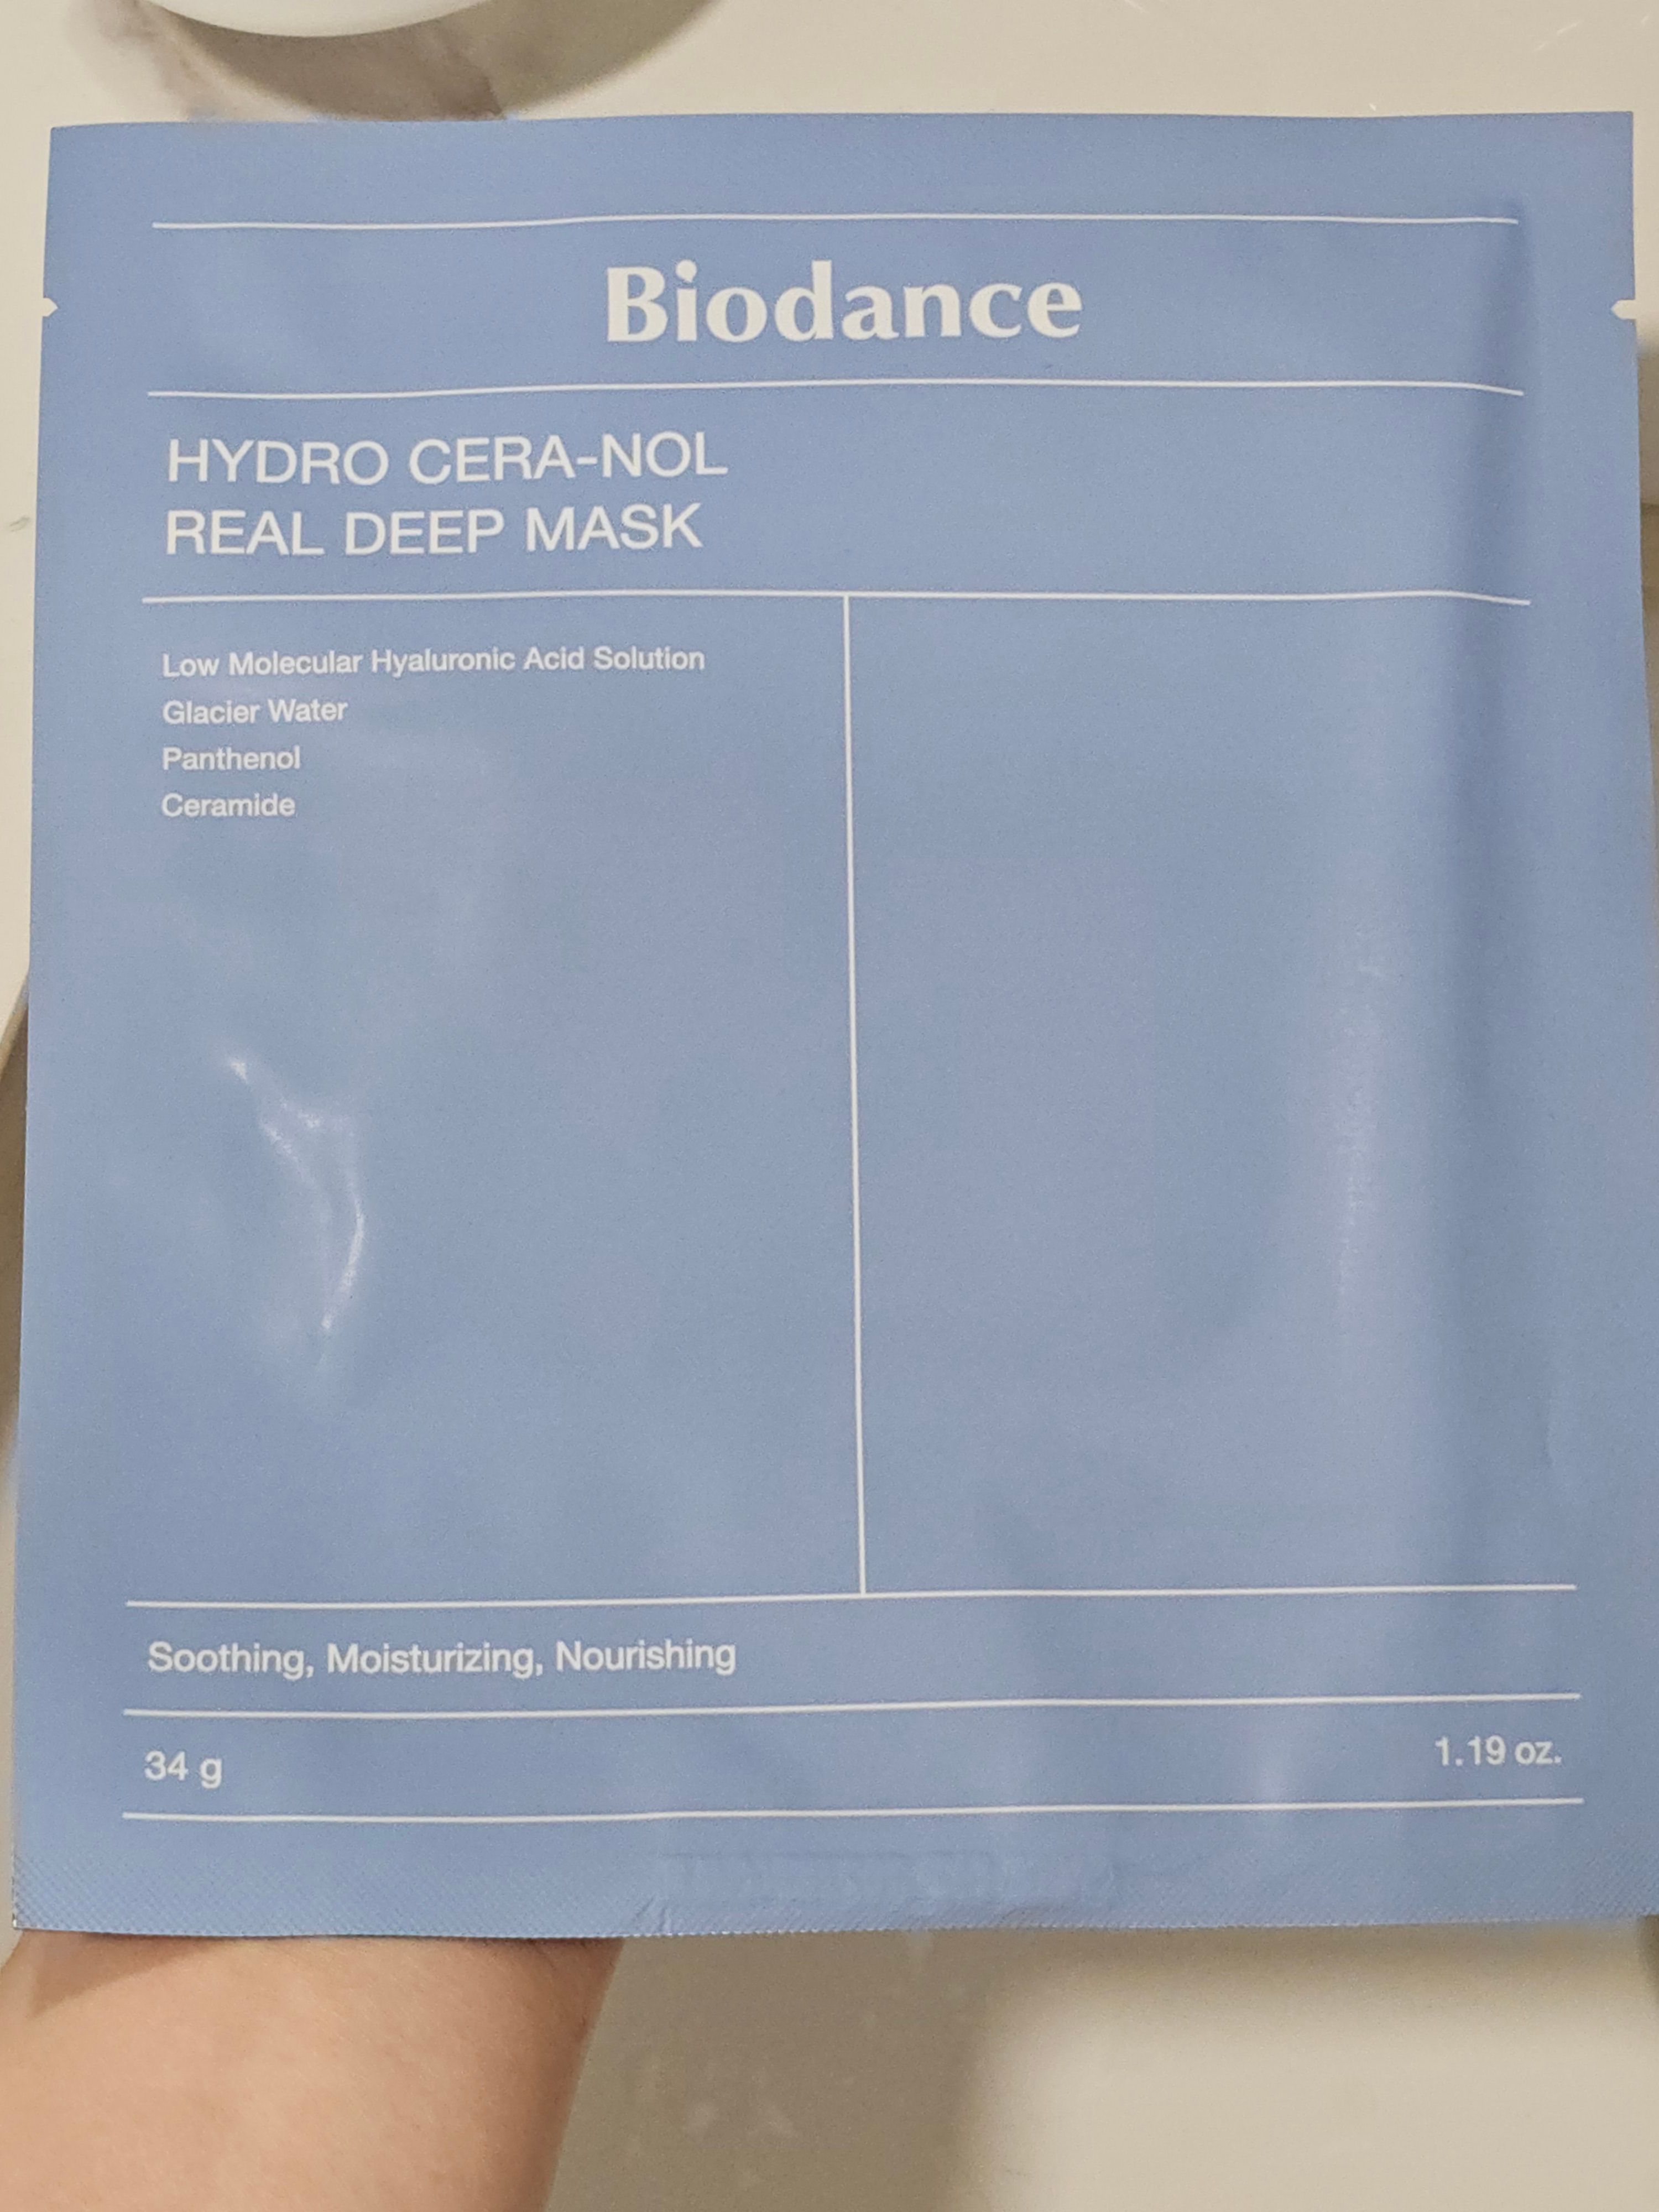 Biodance
HYDRO CERA-NOL
REAL DEEP MASK
Low Molecular Hyaluronic Acid Solution
Glacier Water
Panthenol
Ceramide
Soothing, Moisturizing, Nourishing
34 g
1.19 oz.